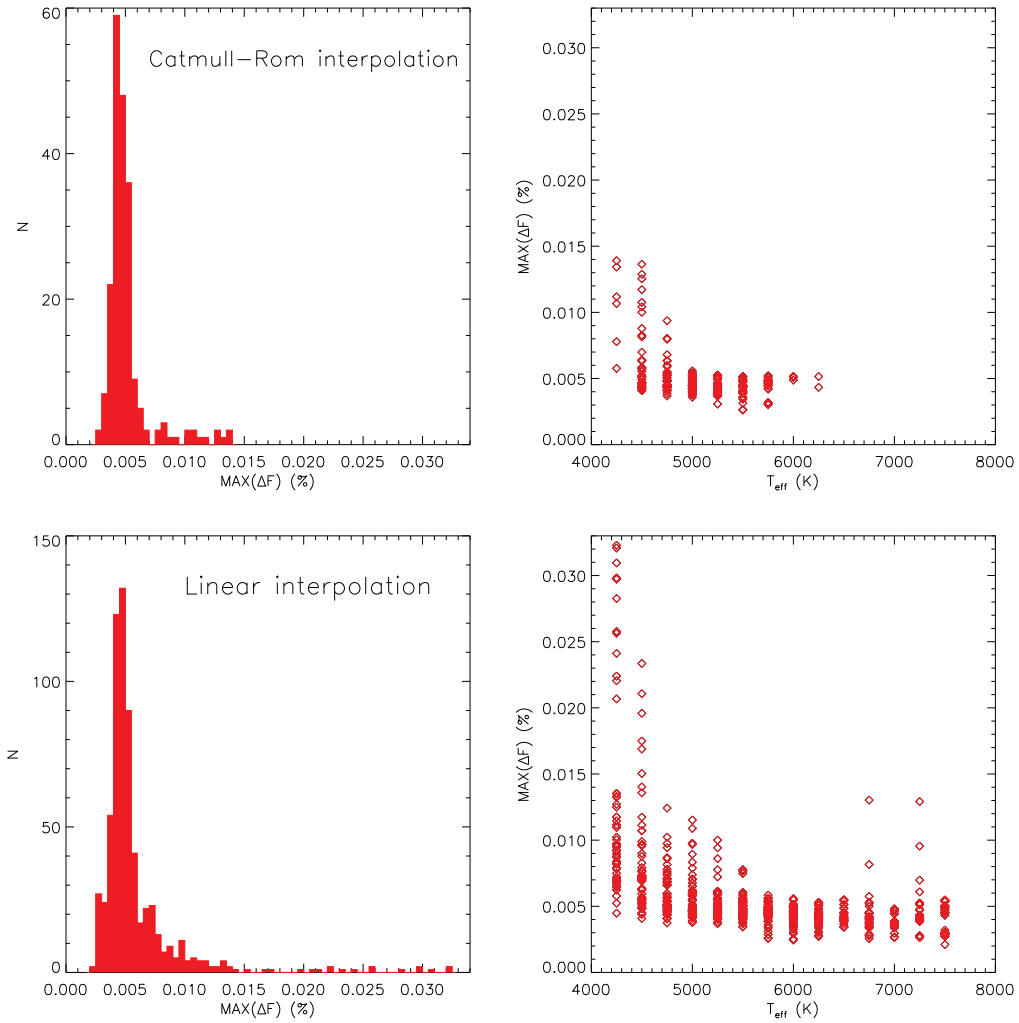 60
40
20
0
N
Catmull-Rom interpolation
0.000 0.005 0.010 0.015 0.020 0.025 0.030
MAX(ΔF) (%)
0.030
0.025
0.020
0.015
0.010
0.005
0.000
MAX(ΔF) (%)
4000 5000 6000 7000 8000
T_eff (K)
150
100
50
0
N
Linear interpolation
0.000 0.005 0.010 0.015 0.020 0.025 0.030
MAX(ΔF) (%)
0.030
0.025
0.020
0.015
0.010
0.005
0.000
MAX(ΔF) (%)
4000 5000 6000 7000 8000
T_eff (K)